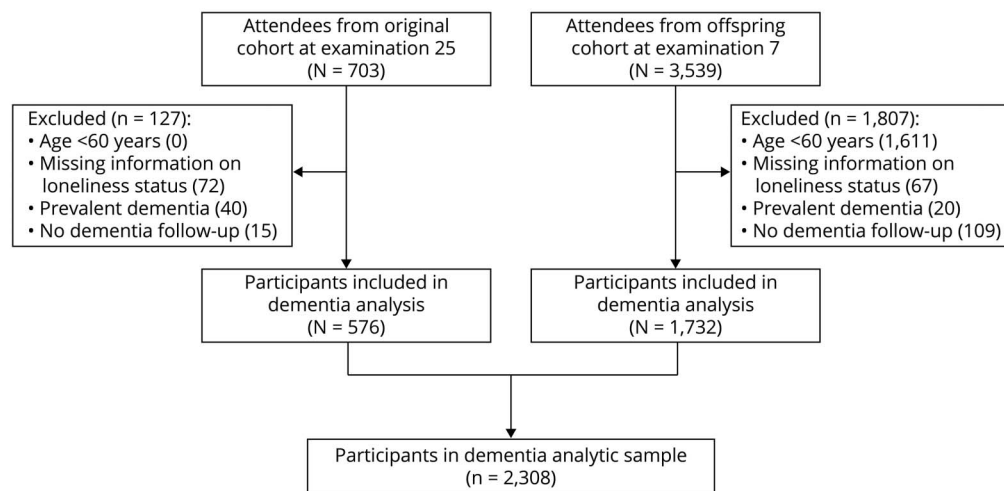 Attendees from original
cohort at examination 25
(N = 703)
Attendees from offspring
cohort at examination 7
(N = 3,539)
Excluded (n = 127):
• Age <60 years (0)
• Missing information on
loneliness status (72)
• Prevalent dementia (40)
• No dementia follow-up (15)
Excluded (n = 1,807):
• Age <60 years (1,611)
• Missing information on
loneliness status (67)
• Prevalent dementia (20)
• No dementia follow-up (109)
Participants included in
dementia analysis
(N = 576)
Participants included in
dementia analysis
(N = 1,732)
Participants in dementia analytic sample
(n = 2,308)